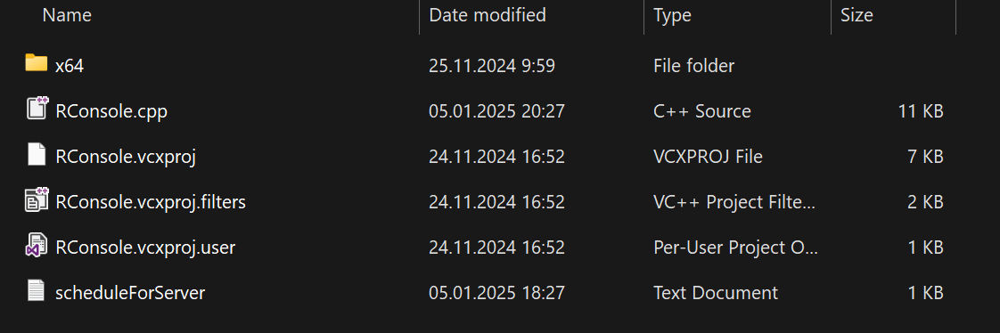 Name Date modified Type Size
x64 25.11.2024 9:59 File folder
RConsole.cpp 05.01.2025 20:27 C++ Source 11 KB
RConsole.vcxproj 24.11.2024 16:52 VCXPROJ File 7 KB
RConsole.vcxproj.filters 24.11.2024 16:52 VC++ Project Filte... 2 KB
RConsole.vcxproj.user 24.11.2024 16:52 Per-User Project O... 1 KB
scheduleForServer 05.01.2025 18:27 Text Document 1 KB